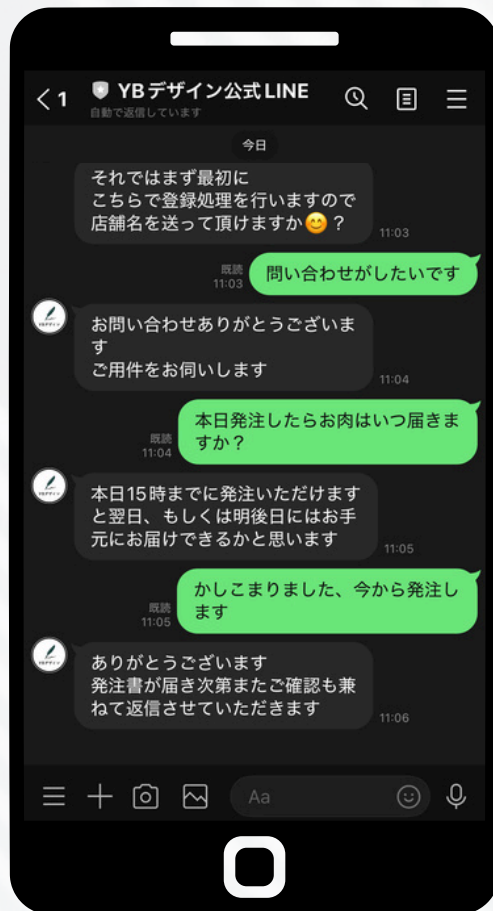 1
YBデザイン公式LINE
自動で返信しています
今日
それではまず最初に
こちらで登録処理を行いますので
店舗名を送って頂けますか😊？
11:03
既読
11:03
問い合わせがしたいです
お問い合わせありがとうございま
す
ご用件をお伺いします
11:04
本日発注したらお肉はいつ届きま
すか？
既読
11:04
本日15時までに発注いただけます
と翌日、もしくは明後日にはお手
元にお届けできるかと思います
11:05
かしこまりました、今から発注し
ます
既読
11:05
ありがとうございます
発注書が届き次第またご確認も兼
ねて返信させていただきます
11:06
Aa